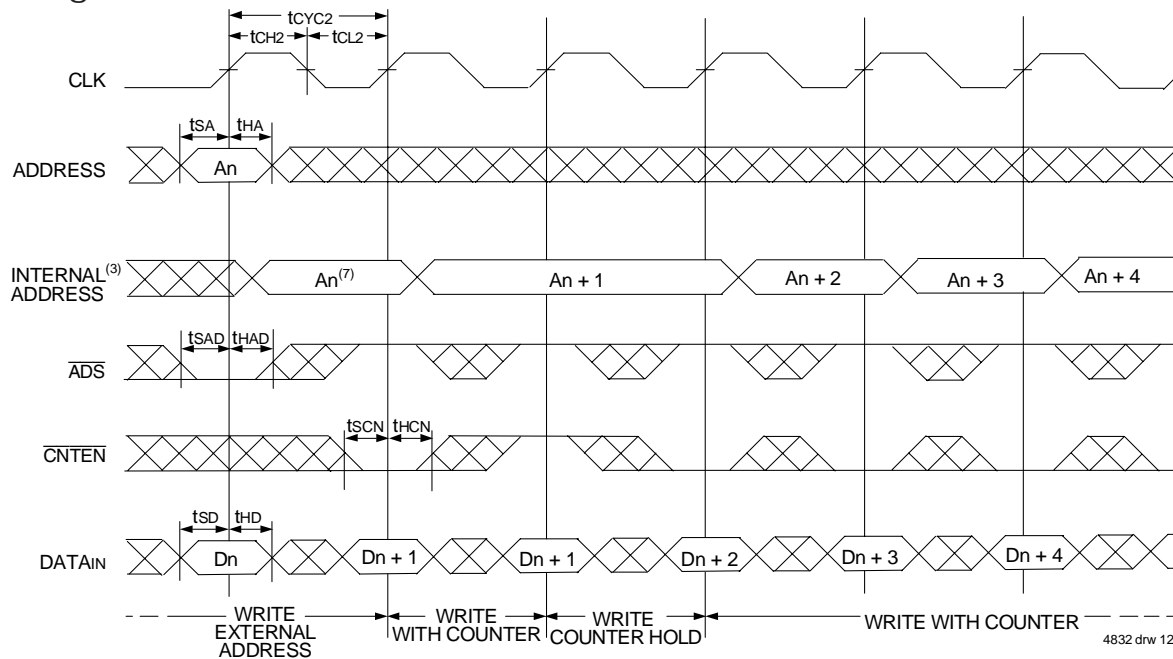 tCYC2
tCH2 tCL2
CLK
tSA tHA
ADDRESS An
INTERNAL(3) ADDRESS An(7) An + 1 An + 2 An + 3 An + 4
tSAD tHAD
ADS
tSCN tHCN
CNTEN
tSD tHD
DATAIN Dn Dn + 1 Dn + 1 Dn + 2 Dn + 3 Dn + 4
WRITE EXTERNAL ADDRESS
WRITE WITH COUNTER
WRITE COUNTER HOLD
WRITE WITH COUNTER
4832 drw 12